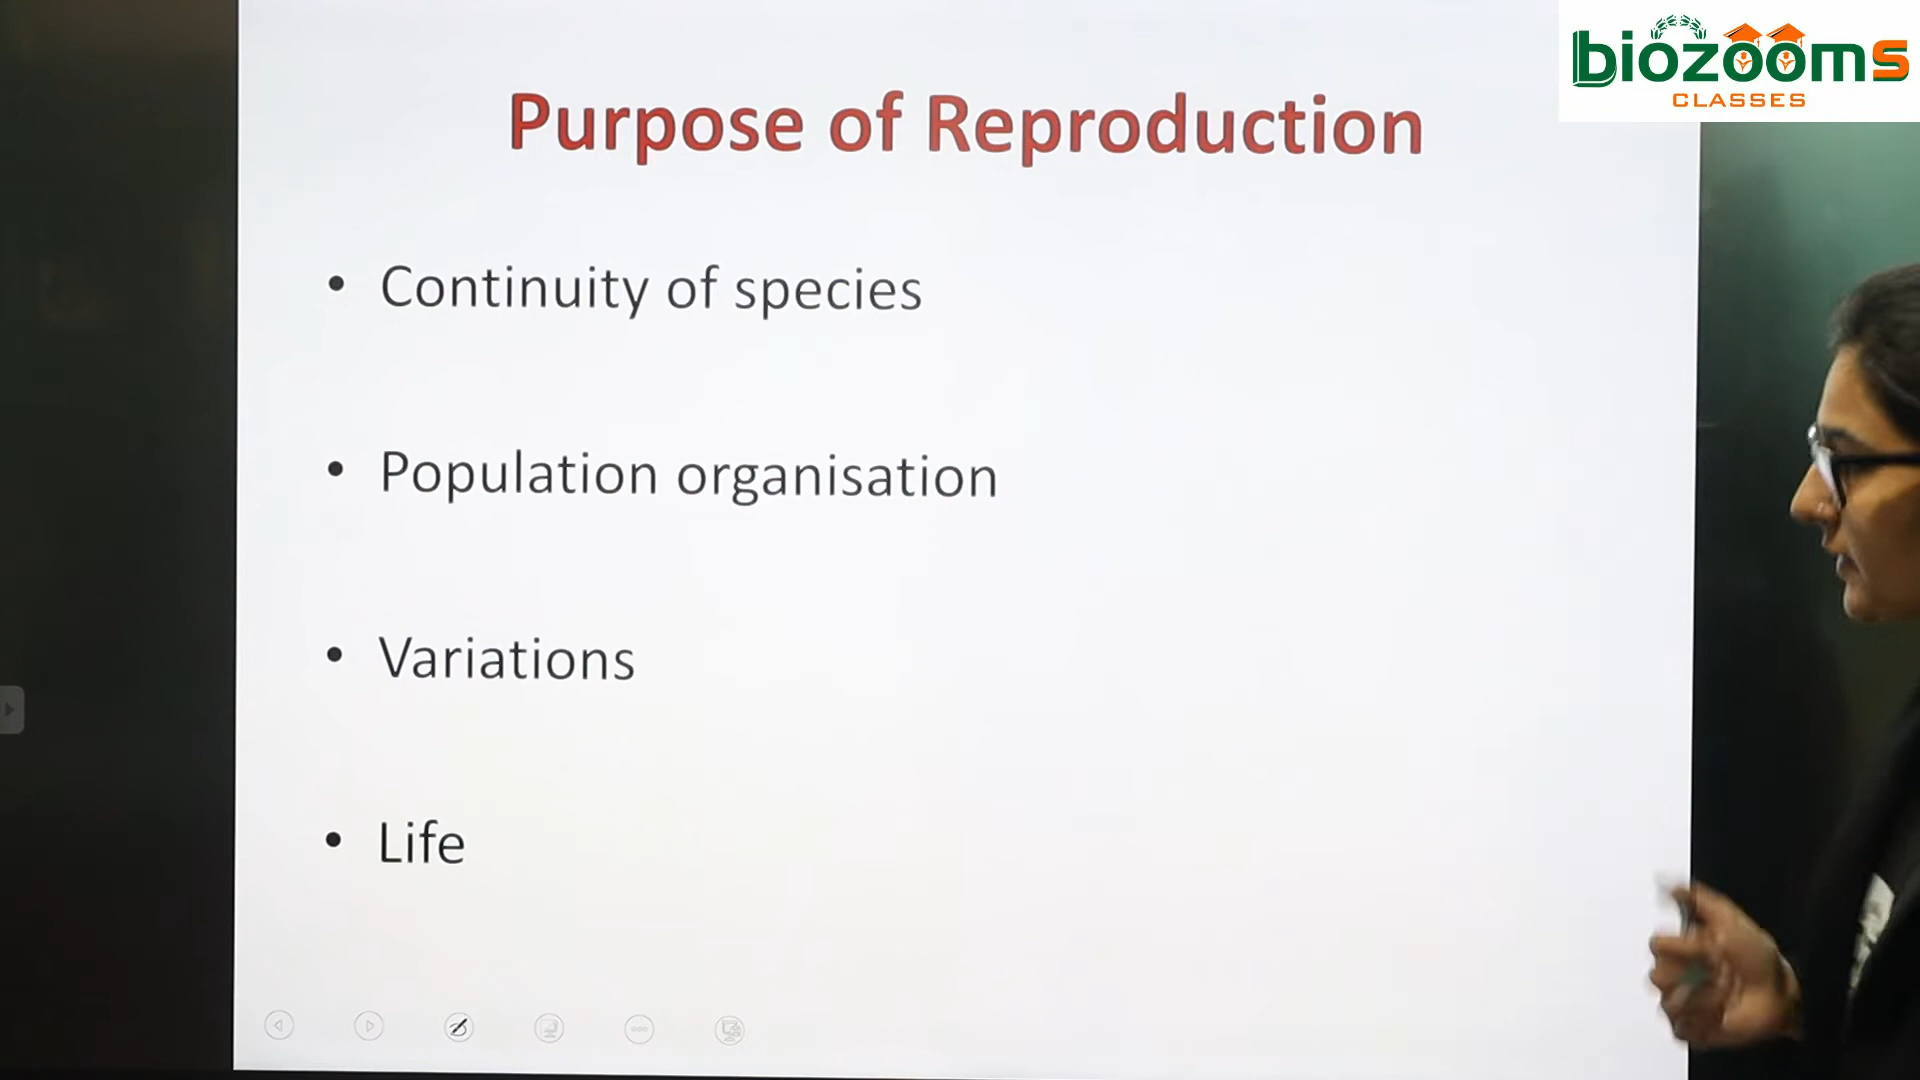 biozooms
CLASSES
Purpose of Reproduction
• Continuity of species
• Population organisation
• Variations
• Life